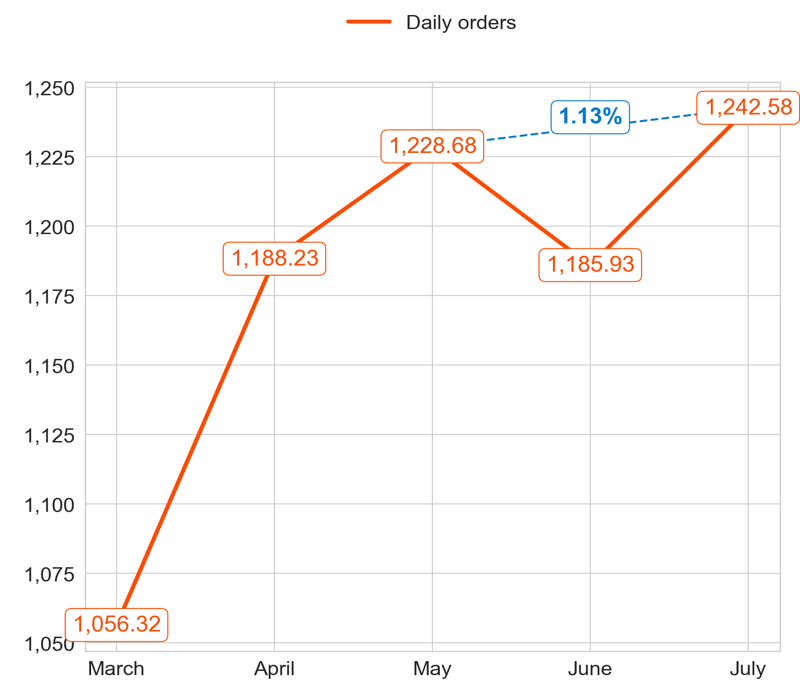 Daily orders
1,250
1,225
1,200
1,175
1,150
1,125
1,100
1,075
1,050
1,056.32
1,188.23
1,228.68
1.13%
1,185.93
1,242.58
March
April
May
June
July